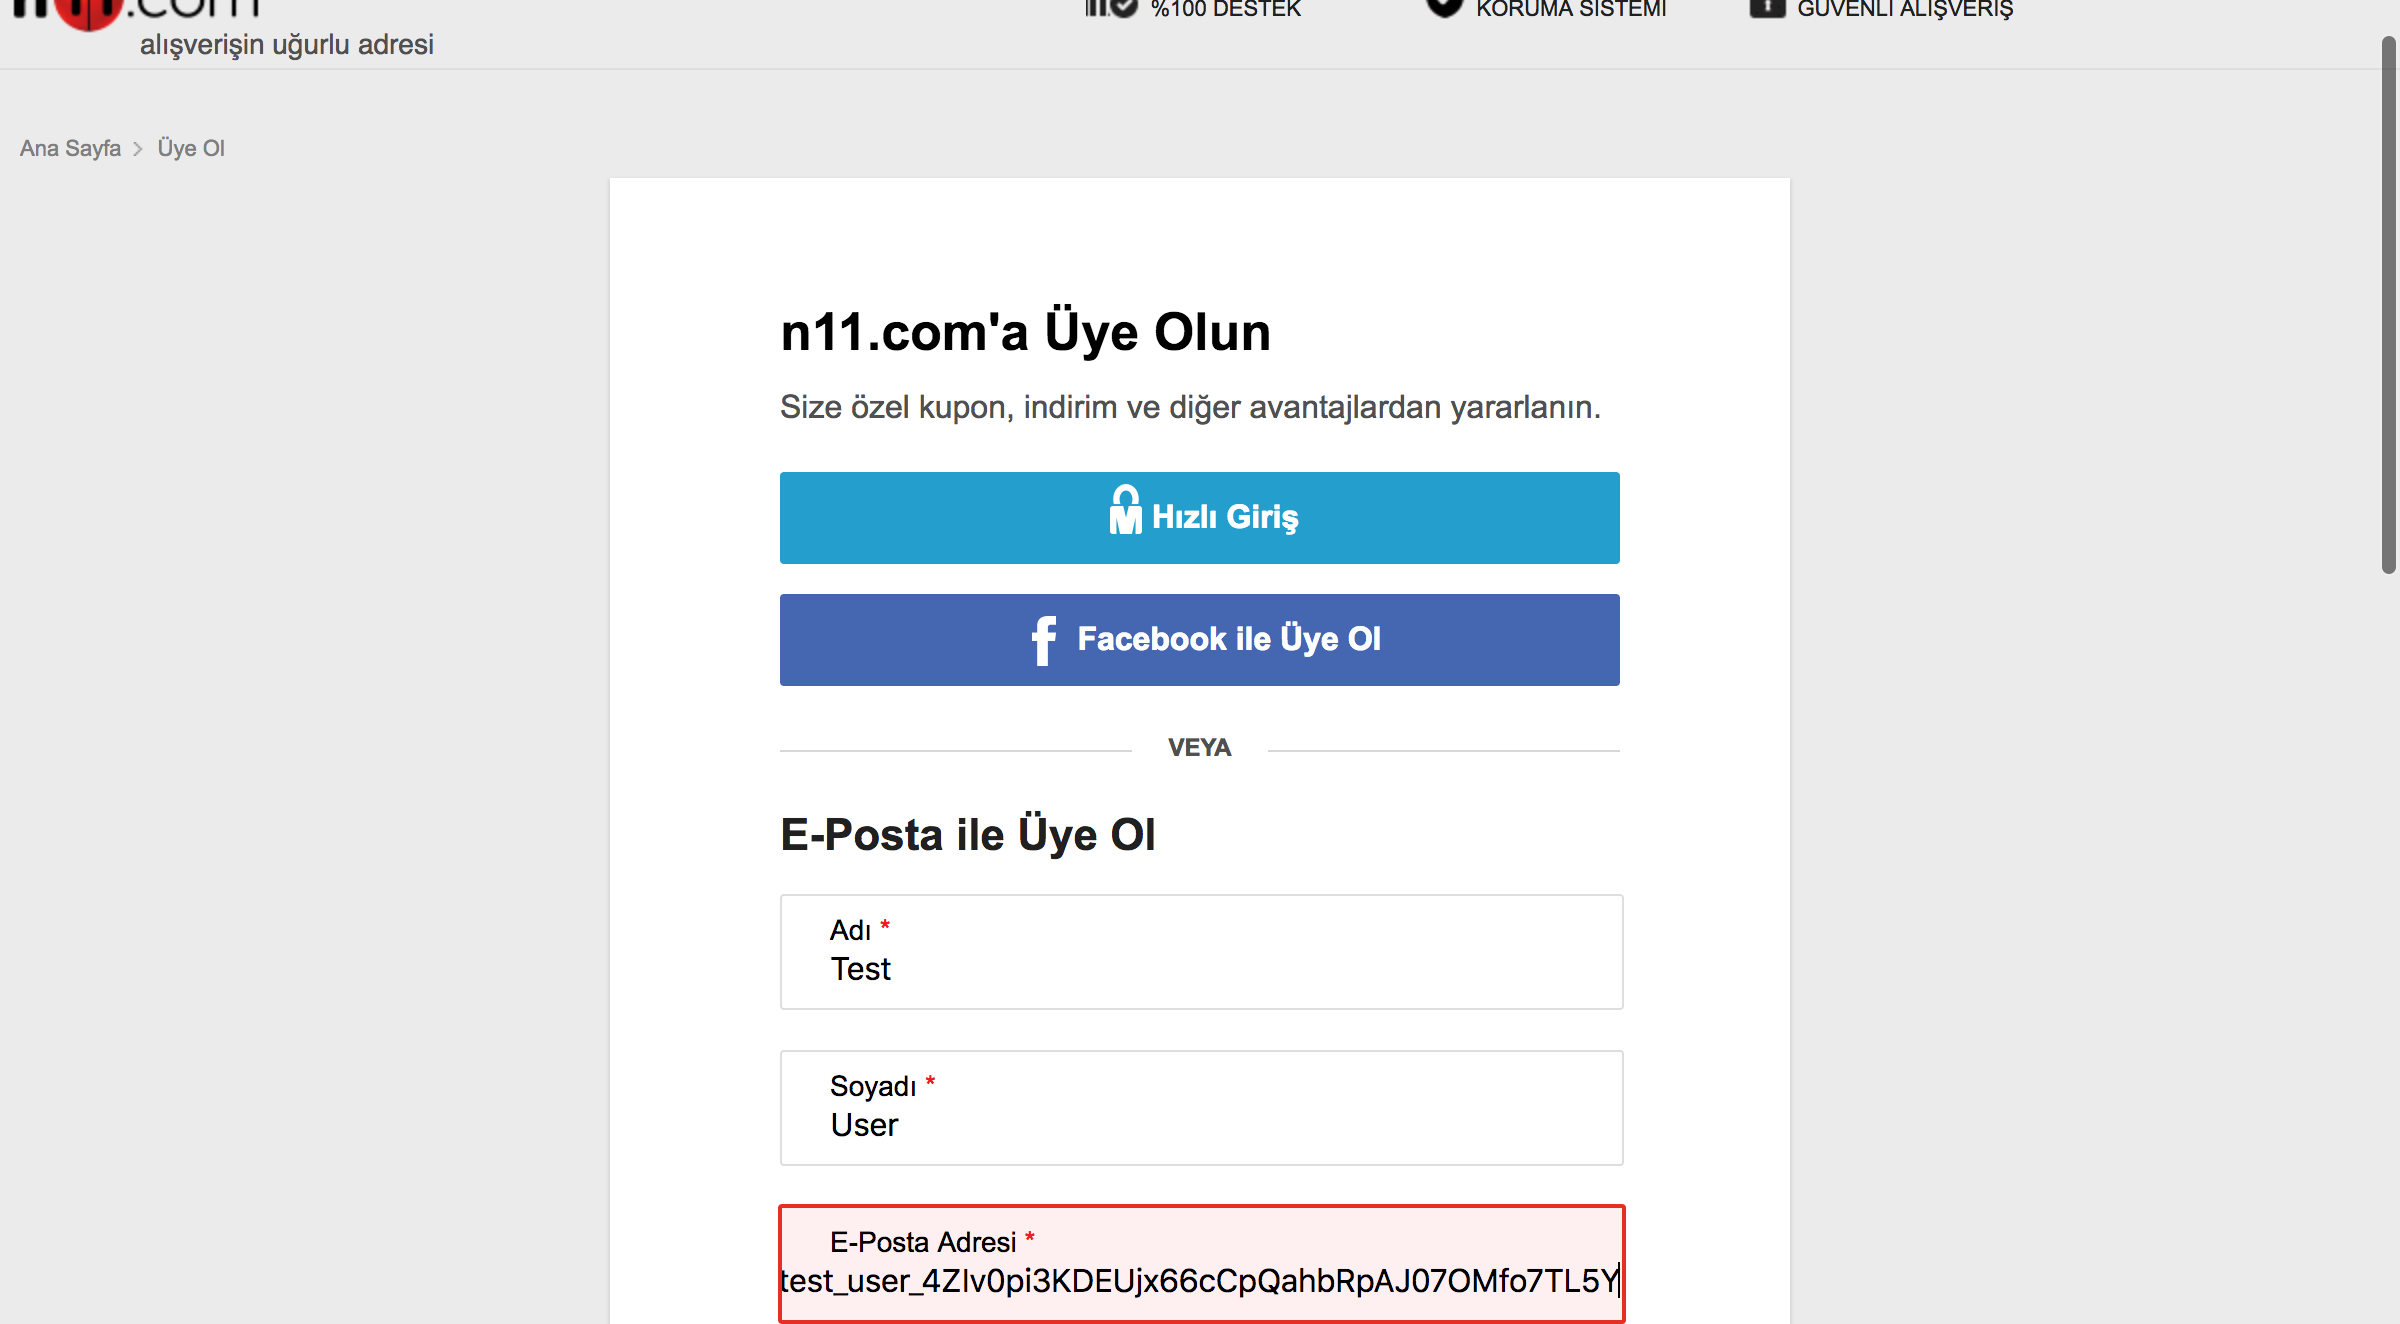 n11.com
alışverişin uğurlu adresi
%100 DESTEK
KORUMA SİSTEMİ
GÜVENLİ ALIŞVERİŞ
Ana Sayfa > Üye Ol
n11.com'a Üye Olun
Size özel kupon, indirim ve diğer avantajlardan yararlanın.
Hızlı Giriş
Facebook ile Üye Ol
VEYA
E-Posta ile Üye Ol
Adı *
Test
Soyadı *
User
E-Posta Adresi *
test_user_4ZIv0pi3KDEUjx66cCpQahbRpAJ07OMfo7TL5Y